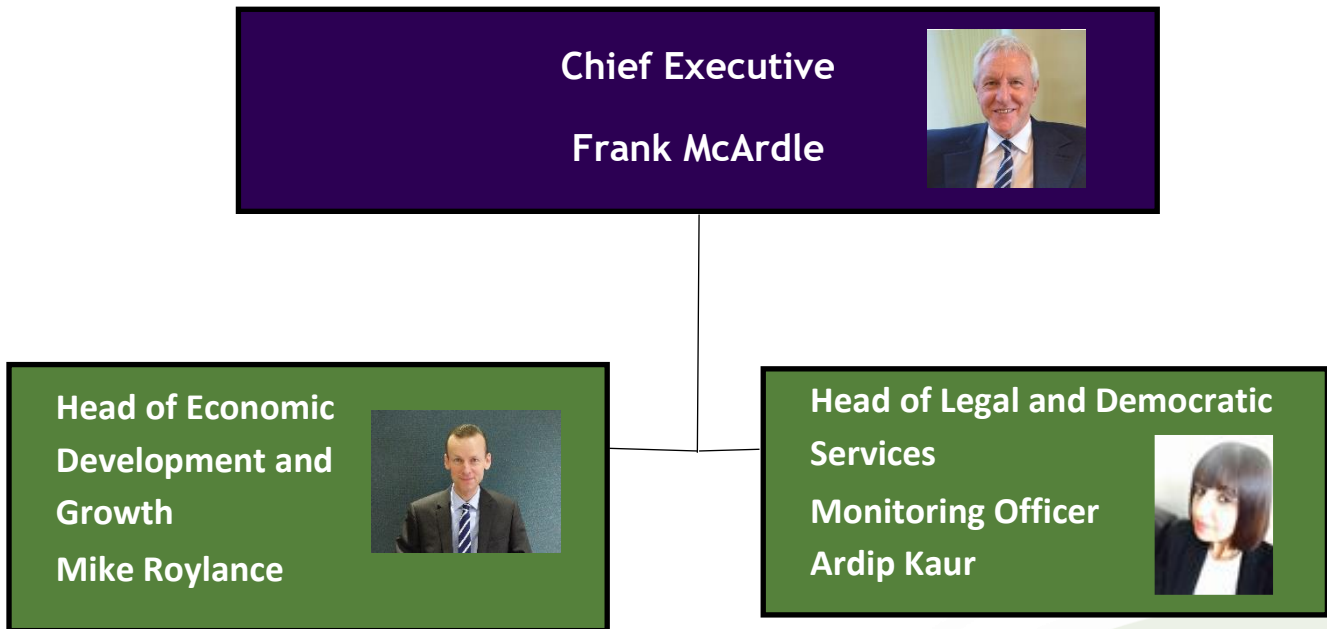 Chief Executive
Frank McArdle
Head of Economic
Development and
Growth
Mike Roylance
Head of Legal and Democratic
Services
Monitoring Officer
Ardip Kaur